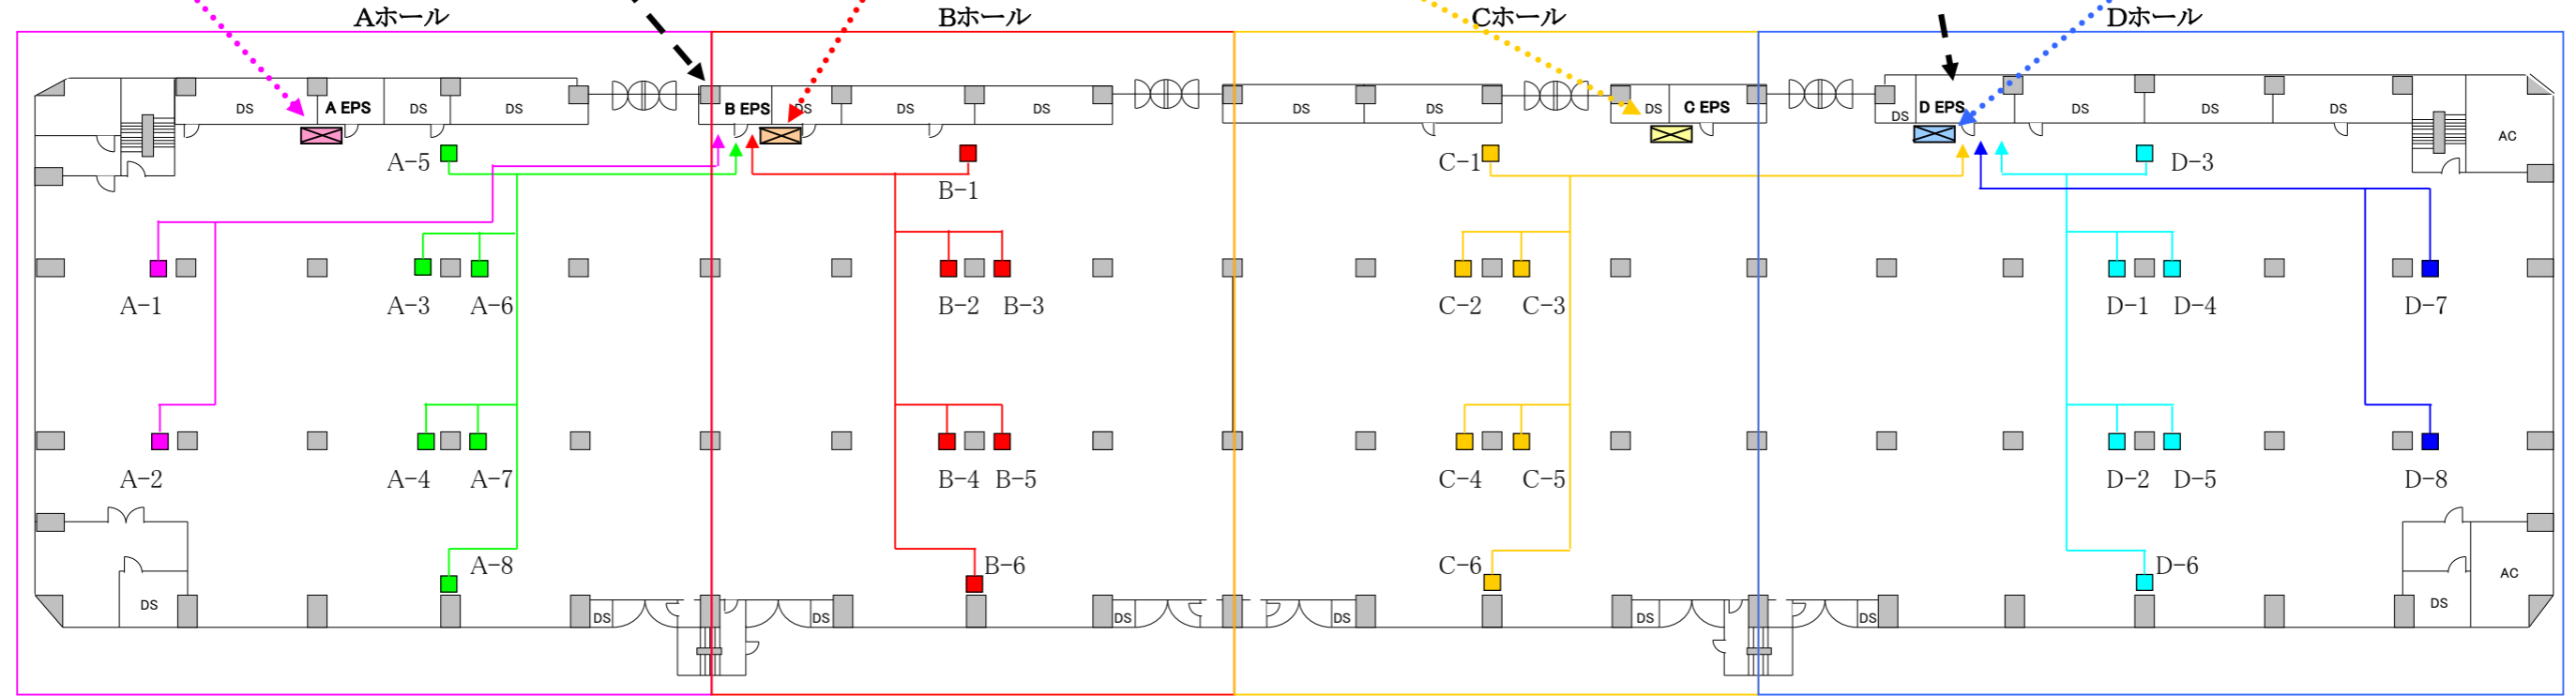 Aホール Bホール Cホール Dホール
DS A EPS DS DS B EPS DS DS DS DS DS DS C EPS DS D EPS DS DS DS AC
A-5 B-1 C-1 D-3
A-1 A-3 A-6 B-2 B-3 C-2 C-3 D-1 D-4 D-7
A-2 A-4 A-7 B-4 B-5 C-4 C-5 D-2 D-5 D-8
A-8 B-6 C-6 D-6
DS DS DS DS DS DS DS DS AC